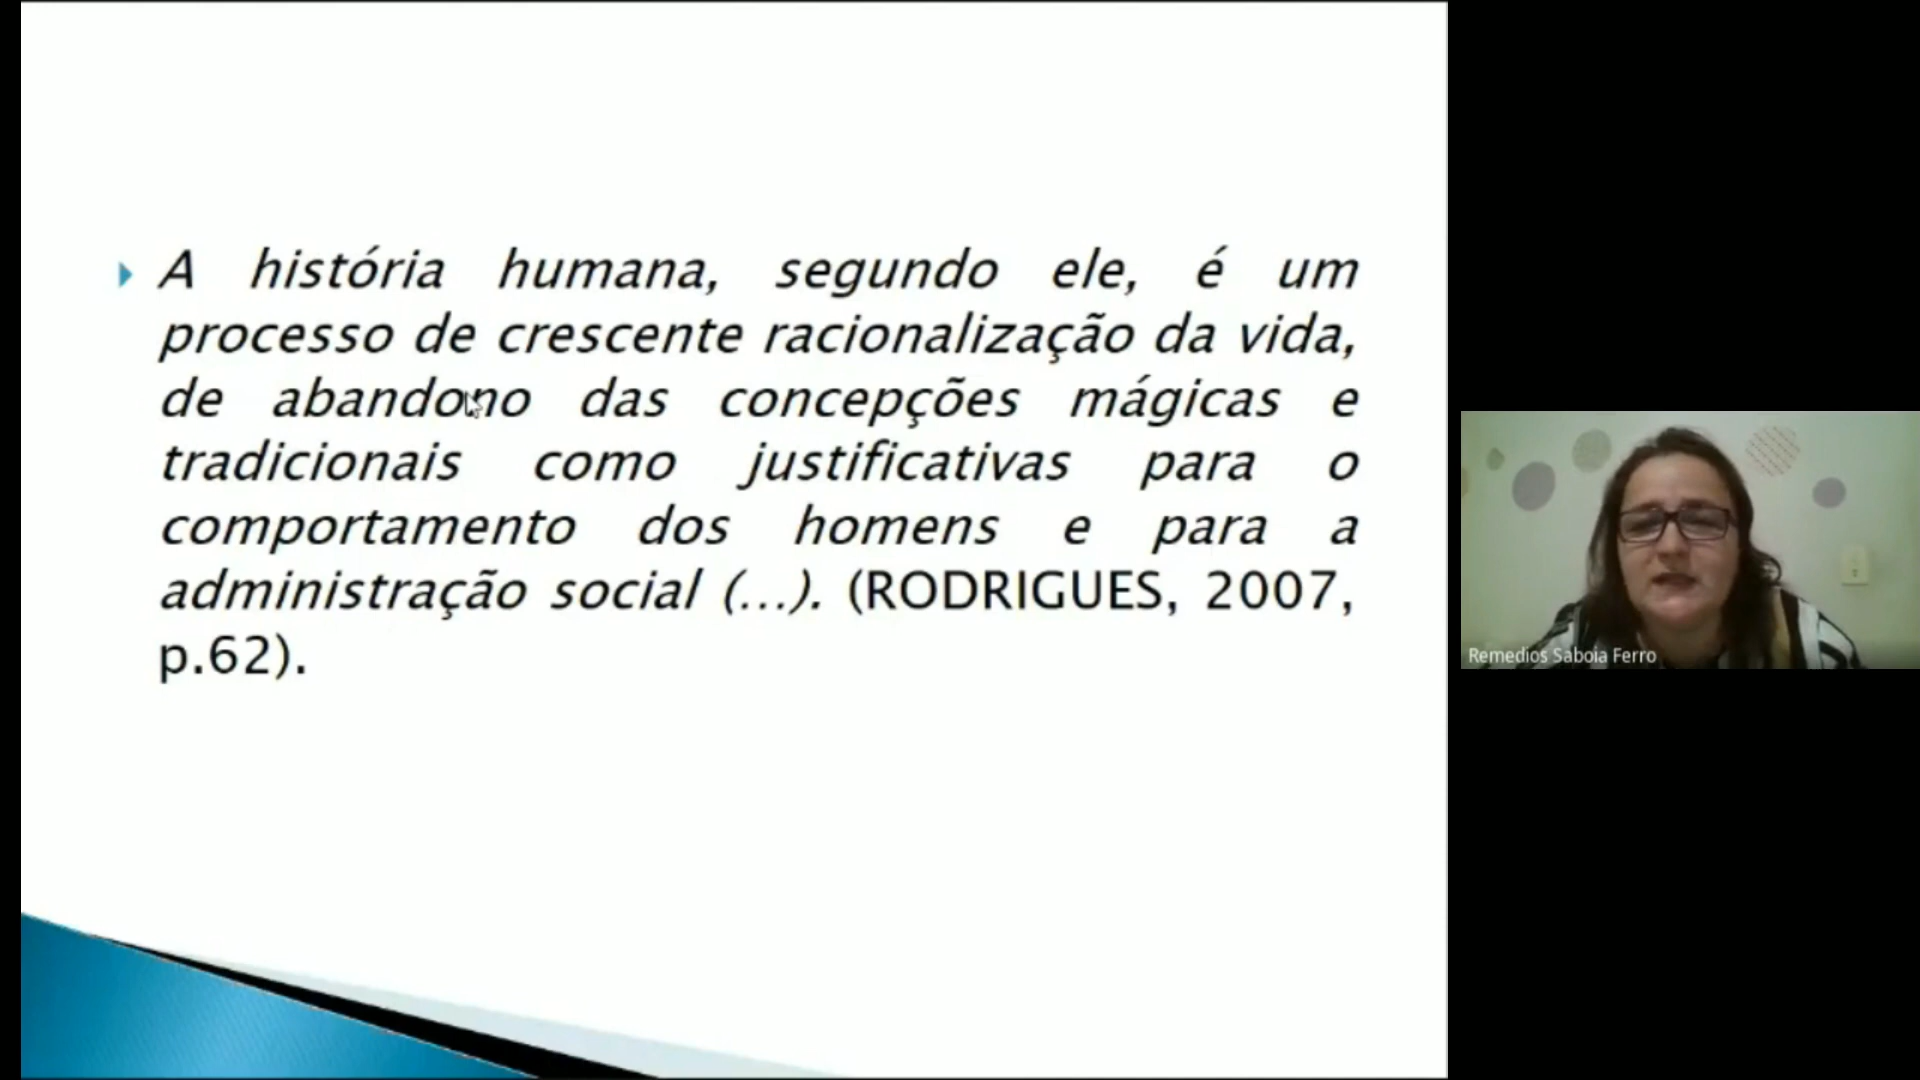 A história humana, segundo ele, é um
processo de crescente racionalização da vida,
de abandono das concepções mágicas e
tradicionais como justificativas para o
comportamento dos homens e para a
administração social (...). (RODRIGUES, 2007,
p.62).
Remedios Saboia Ferro